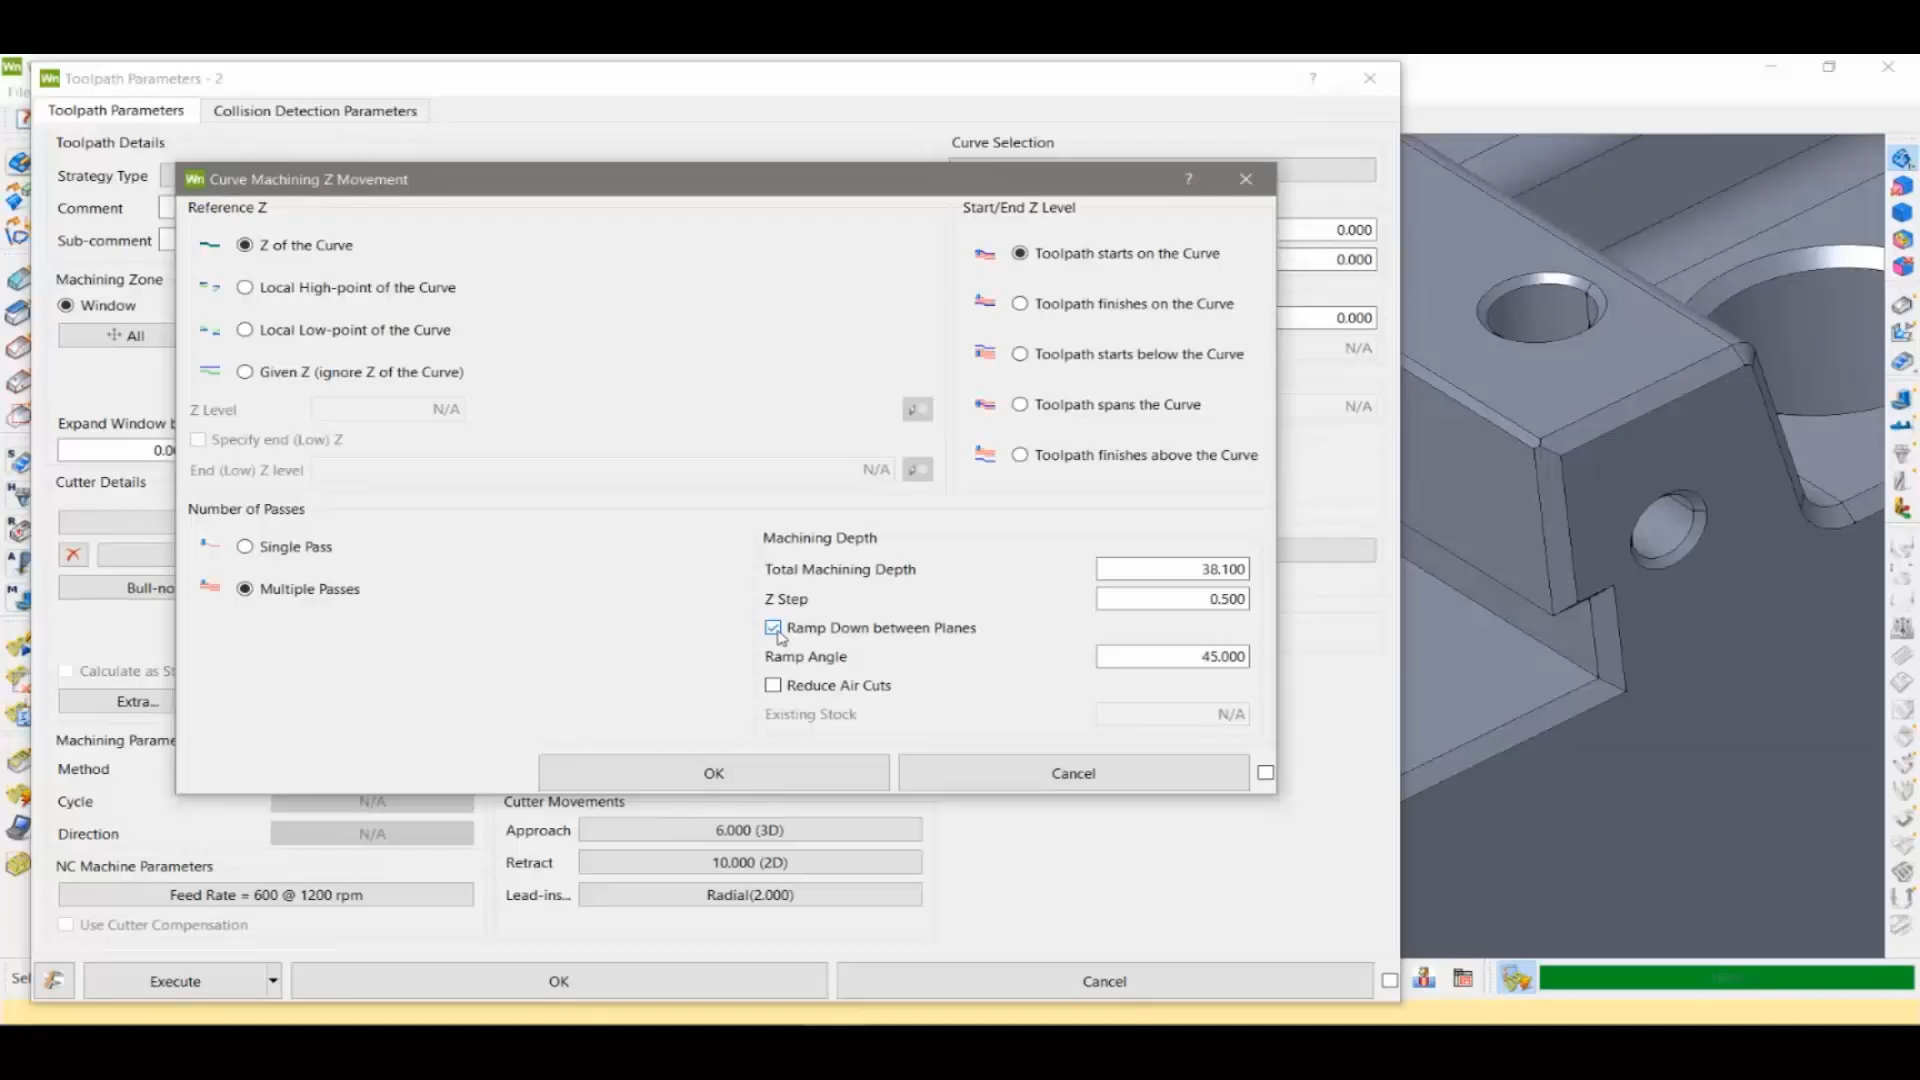 Wn
Wn Toolpath Parameters - 2
?
File
Toolpath Parameters
Collision Detection Parameters
Toolpath Details
Curve Selection
Strategy Type
Comment
Sub-comment
Machining Zone
Window
All
Expand Window b
0.00
Cutter Details
Bull-no
Calculate as St
Extra...
Machining Parame
Method
Cycle
N/A
Direction
N/A
NC Machine Parameters
Feed Rate = 600 @ 1200 rpm
Use Cutter Compensation
Wn Curve Machining Z Movement
?
Reference Z
Z of the Curve
Local High-point of the Curve
Local Low-point of the Curve
Given Z (ignore Z of the Curve)
Z Level
N/A
Specify end (Low) Z
End (Low) Z level
N/A
Start/End Z Level
Toolpath starts on the Curve
Toolpath finishes on the Curve
Toolpath starts below the Curve
Toolpath spans the Curve
Toolpath finishes above the Curve
Number of Passes
Single Pass
Multiple Passes
Machining Depth
Total Machining Depth
38.100
Z Step
0.500
Ramp Down between Planes
Ramp Angle
45.000
Reduce Air Cuts
Existing Stock
N/A
OK
Cancel
0.000
0.000
0.000
N/A
N/A
Cutter Movements
Approach
6.000 (3D)
Retract
10.000 (2D)
Lead-ins...
Radial(2.000)
Sel
Execute
OK
Cancel